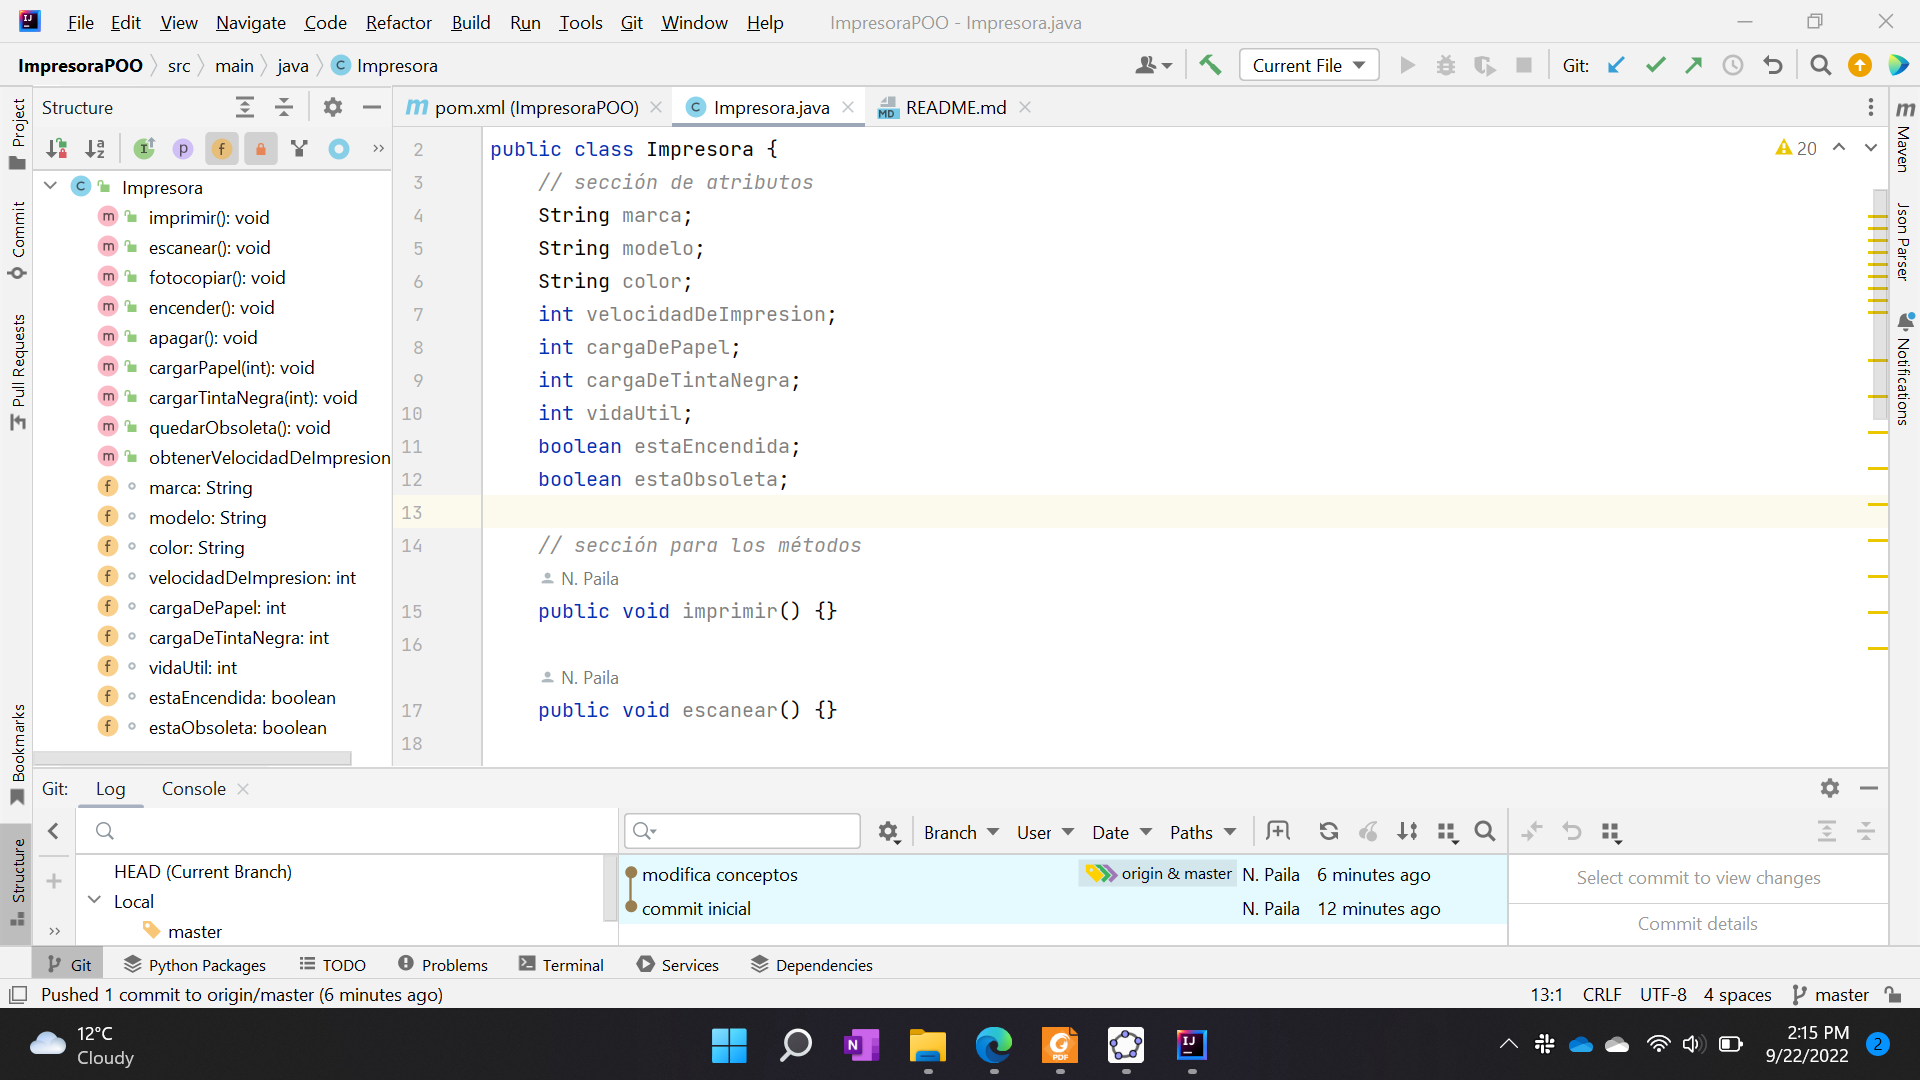 File Edit View Navigate Code Refactor Build Run Tools Git Window Help ImpresoraPOO - Impresora.java
ImpresoraPOO src main java C Impresora Current File Git:
Project
Commit
Pull Requests
Bookmarks
Structure
Structure
Impresora
imprimir(): void
escanear(): void
fotocopiar(): void
encender(): void
apagar(): void
cargarPapel(int): void
cargarTintaNegra(int): void
quedarObsoleta(): void
obtenerVelocidadDeImpresion
marca: String
modelo: String
color: String
velocidadDeImpresion: int
cargaDePapel: int
cargaDeTintaNegra: int
vidaUtil: int
estaEncendida: boolean
estaObsoleta: boolean
pom.xml (ImpresoraPOO) Impresora.java README.md
20
2 public class Impresora {
3 // sección de atributos
4 String marca;
5 String modelo;
6 String color;
7 int velocidadDeImpresion;
8 int cargaDePapel;
9 int cargaDeTintaNegra;
10 int vidaUtil;
11 boolean estaEncendida;
12 boolean estaObsoleta;
13
14 // sección para los métodos
N. Paila
15 public void imprimir() {}
16
N. Paila
17 public void escanear() {}
18
Maven
Json Parser
Notifications
Git: Log Console
HEAD (Current Branch)
Local
master
Branch User Date Paths
modifica conceptos origin & master N. Paila 6 minutes ago
commit inicial N. Paila 12 minutes ago
Select commit to view changes
Commit details
Git Python Packages TODO Problems Terminal Services Dependencies
Pushed 1 commit to origin/master (6 minutes ago) 13:1 CRLF UTF-8 4 spaces master
12°C
Cloudy
2:15 PM
9/22/2022
2